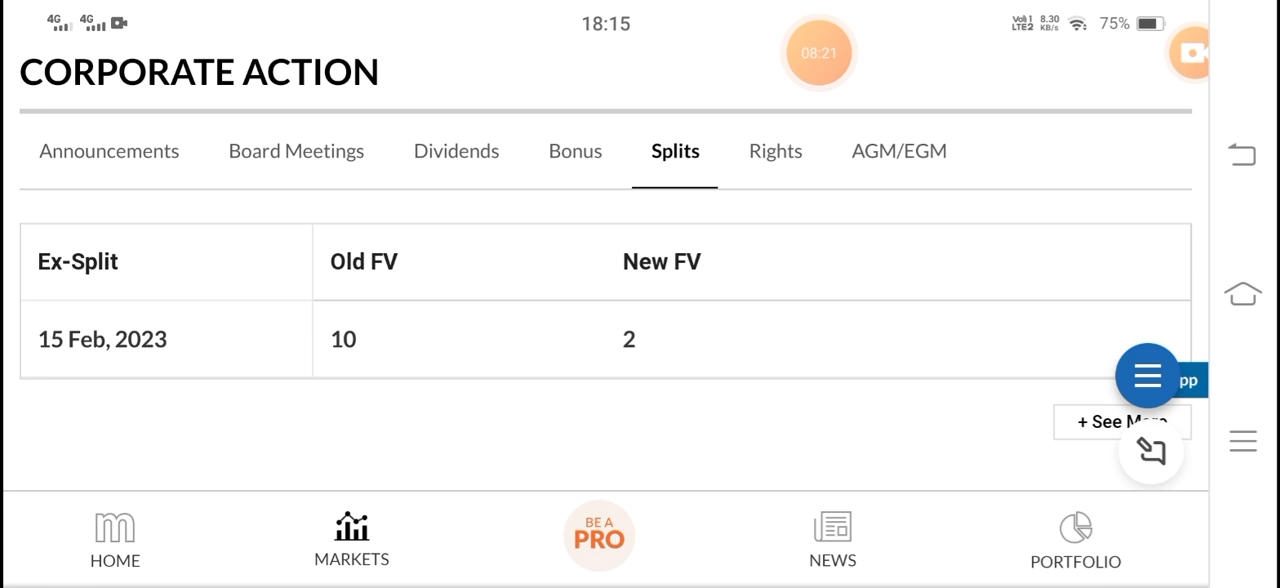 4G 4G 18:15 08:21 Vo) 1 LTE2 8.30 KB/s 75%
CORPORATE ACTION
Announcements Board Meetings Dividends Bonus Splits Rights AGM/EGM
Ex-Split Old FV New FV
15 Feb, 2023 10 2
pp
+ See More
m BE A PRO
HOME MARKETS NEWS PORTFOLIO